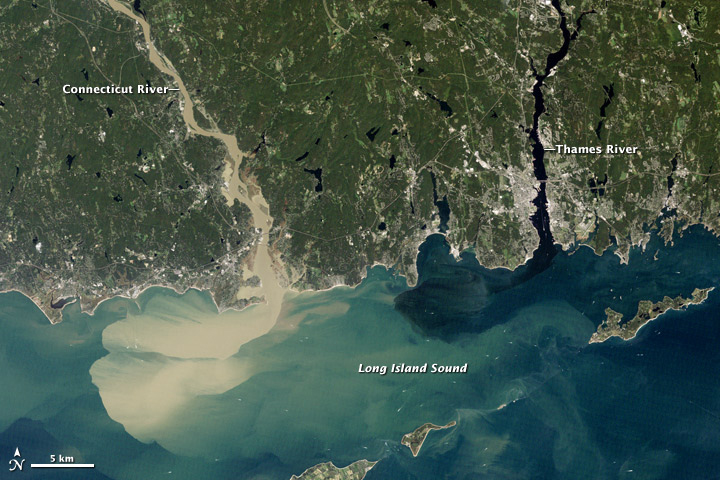 Connecticut River
Thames River
Long Island Sound
N
5 km